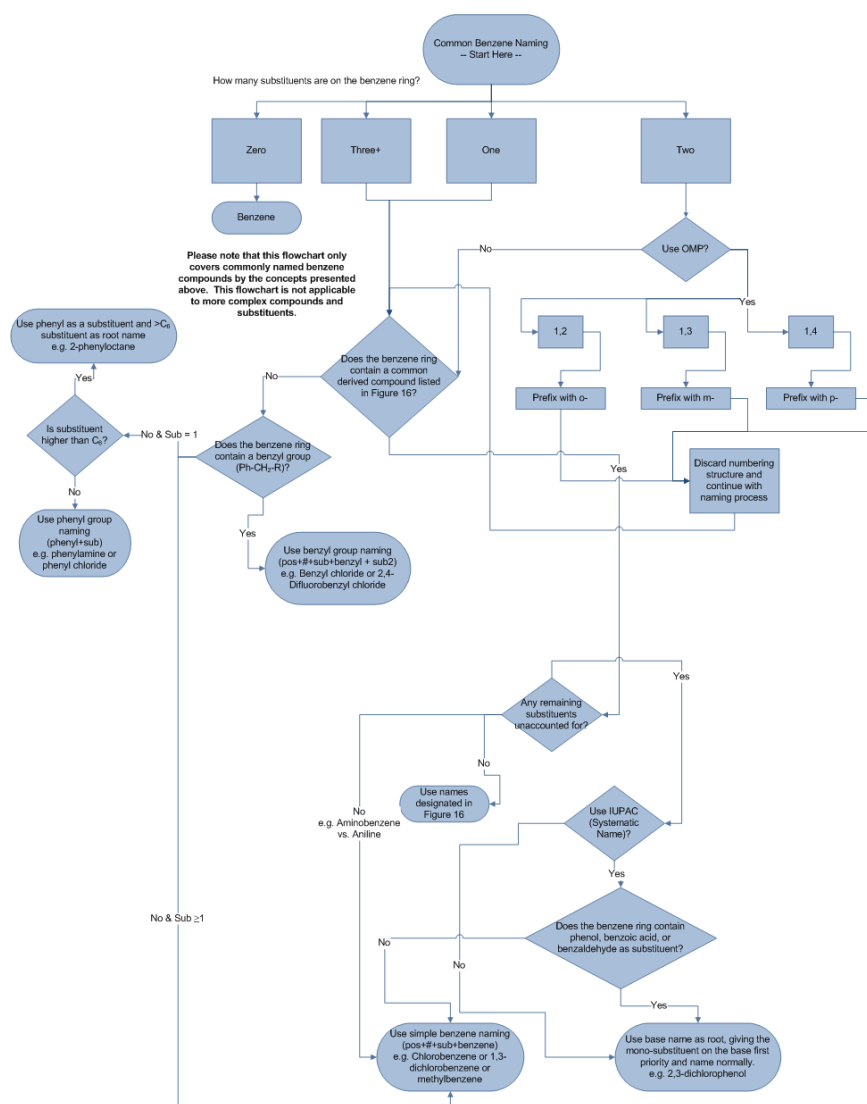 Common Benzene Naming
-- Start Here --
How many substituents are on the benzene ring?
Zero
Three+
One
Two
Benzene
Use OMP?
No
Yes
Please note that this flowchart only
covers commonly named benzene
compounds by the concepts presented
above. This flowchart is not applicable
to more complex compounds and
substituents.
1,2
1,3
1,4
Use phenyl as a substituent and >C₆
substituent as root name
e.g. 2-phenyloctane
Does the benzene ring
contain a common
derived compound listed
in Figure 16?
Prefix with o-
Prefix with m-
Prefix with p-
Yes
No
Is substituent
higher than C₆?
No & Sub = 1
Does the benzene ring
contain a benzyl group
(Ph-CH₂-R)?
Yes
Discard numbering
structure and
continue with
naming process
No
Use phenyl group
naming
(phenyl+sub)
e.g. phenylamine or
phenyl chloride
Yes
Use benzyl group naming
(pos+#+sub+benzyl + sub2)
e.g. Benzyl chloride or 2,4-
Difluorobenzyl chloride
Yes
Any remaining
substituents
unaccounted for?
No
Use names
designated in
Figure 16
No
e.g. Aminobenzene
vs. Aniline
Use IUPAC
(Systematic
Name)?
Yes
No & Sub ≥1
Does the benzene ring contain
phenol, benzoic acid, or
benzaldehyde as substituent?
No
No
Yes
Use simple benzene naming
(pos+#+sub+benzene)
e.g. Chlorobenzene or 1,3-
dichlorobenzene or
methylbenzene
Use base name as root, giving the
mono-substituent on the base first
priority and name normally.
e.g. 2,3-dichlorophenol